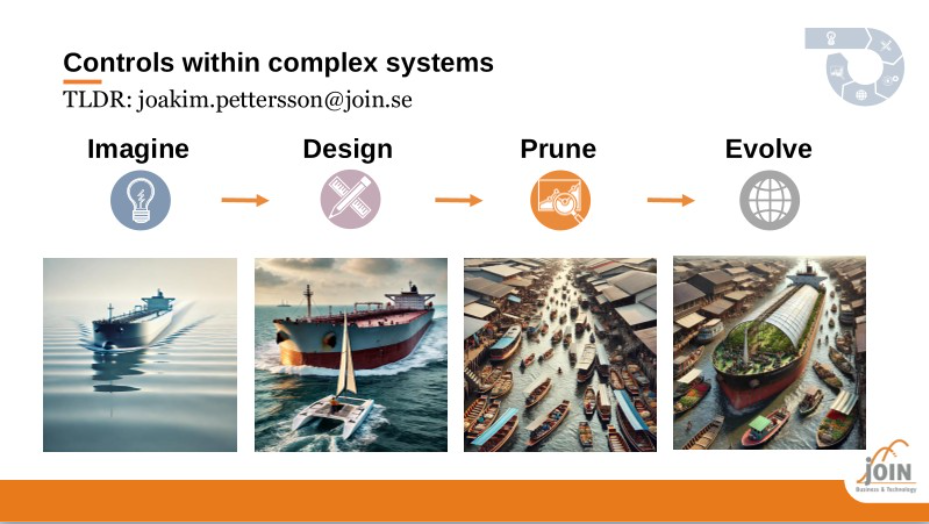 Controls within complex systems
TLDR: joakim.pettersson@join.se
Imagine
Design
Prune
Evolve
jOIN
Business & Technology